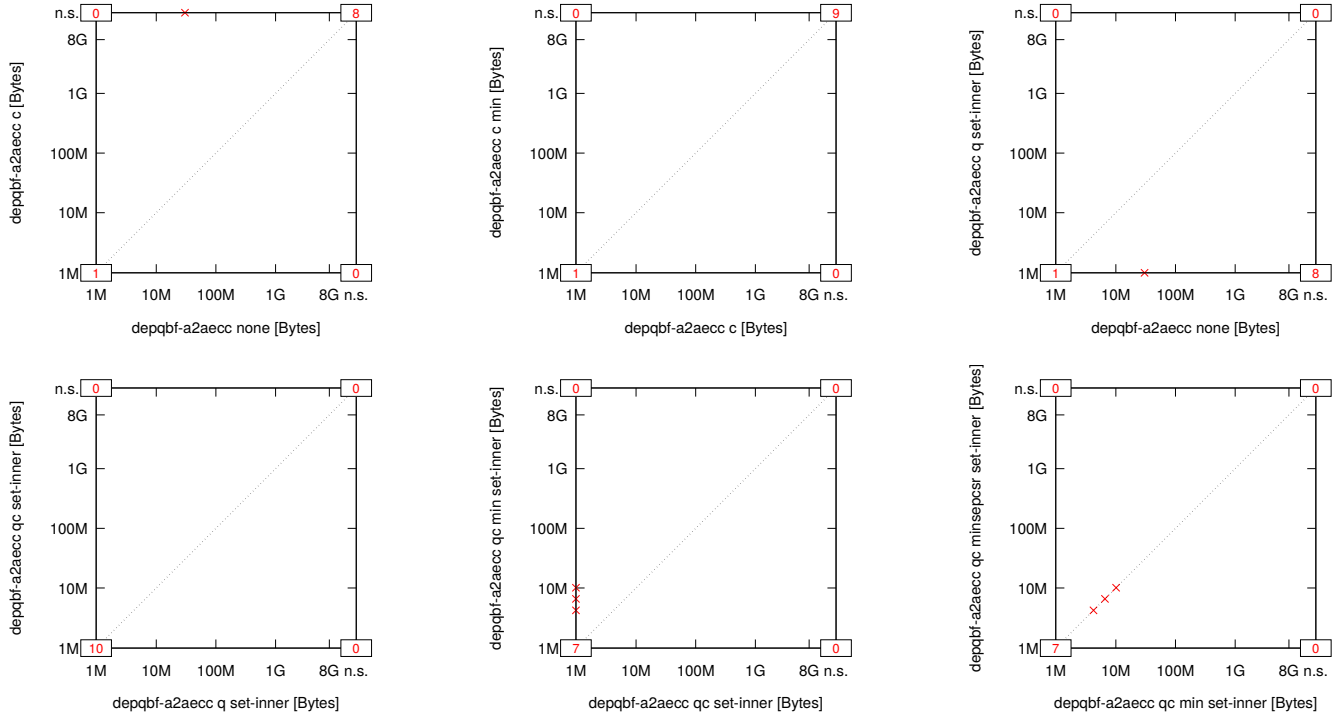 n.s. 0 8
8G
1G
100M
10M
1M 1 0
1M 10M 100M 1G 8G n.s.
depqbf-a2aecc c [Bytes]
depqbf-a2aecc none [Bytes]
n.s. 0 9
8G
1G
100M
10M
1M 1 0
1M 10M 100M 1G 8G n.s.
depqbf-a2aecc c min [Bytes]
depqbf-a2aecc c [Bytes]
n.s. 0 0
8G
1G
100M
10M
1M 1 8
1M 10M 100M 1G 8G n.s.
depqbf-a2aecc q set-inner [Bytes]
depqbf-a2aecc none [Bytes]
n.s. 0 0
8G
1G
100M
10M
1M 10 0
1M 10M 100M 1G 8G n.s.
depqbf-a2aecc qc set-inner [Bytes]
depqbf-a2aecc q set-inner [Bytes]
n.s. 0 0
8G
1G
100M
10M
1M 7 0
1M 10M 100M 1G 8G n.s.
depqbf-a2aecc qc min set-inner [Bytes]
depqbf-a2aecc qc set-inner [Bytes]
n.s. 0 0
8G
1G
100M
10M
1M 7 0
1M 10M 100M 1G 8G n.s.
depqbf-a2aecc qc minsepcsr set-inner [Bytes]
depqbf-a2aecc qc min set-inner [Bytes]